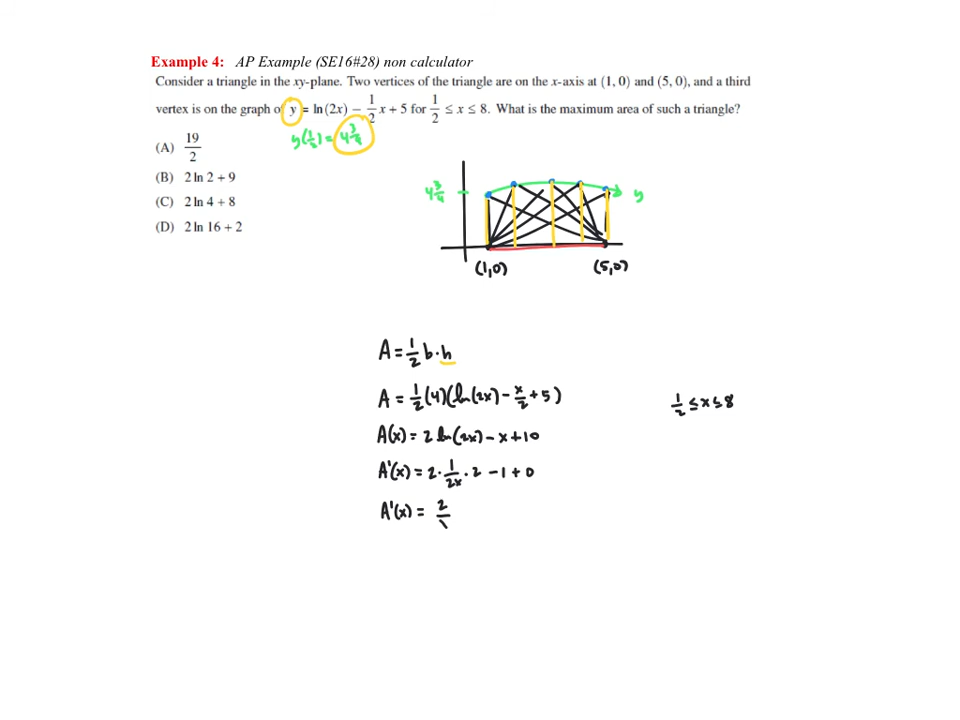 Example 4: AP Example (SE16#28) non calculator
Consider a triangle in the xy-plane. Two vertices of the triangle are on the x-axis at (1, 0) and (5, 0), and a third
vertex is on the graph of y = ln(2x) − 1/2 x + 5 for 1/2 ≤ x ≤ 8. What is the maximum area of such a triangle?
y(1/2) = 4 3/4
(A) 19/2
(B) 2 ln 2 + 9
(C) 2 ln 4 + 8
(D) 2 ln 16 + 2
4 3/4
y
(1,0)
(5,0)
A = 1/2 b·h
A = 1/2 (4)(ln(2x) − x/2 + 5)
1/2 ≤ x ≤ 8
A(x) = 2 ln(2x) − x + 10
A'(x) = 2 · 1/2x · 2 − 1 + 0
A'(x) = 2/